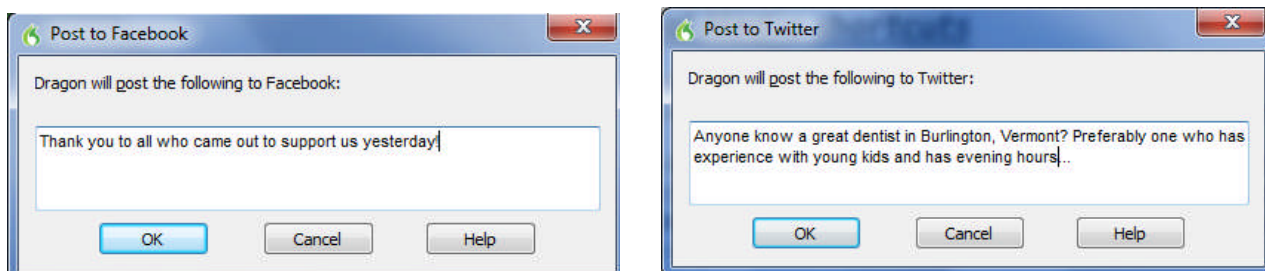 Post to Facebook
Dragon will post the following to Facebook:
Thank you to all who came out to support us yesterday!
OK Cancel Help
Post to Twitter
Dragon will post the following to Twitter:
Anyone know a great dentist in Burlington, Vermont? Preferably one who has
experience with young kids and has evening hours...
OK Cancel Help